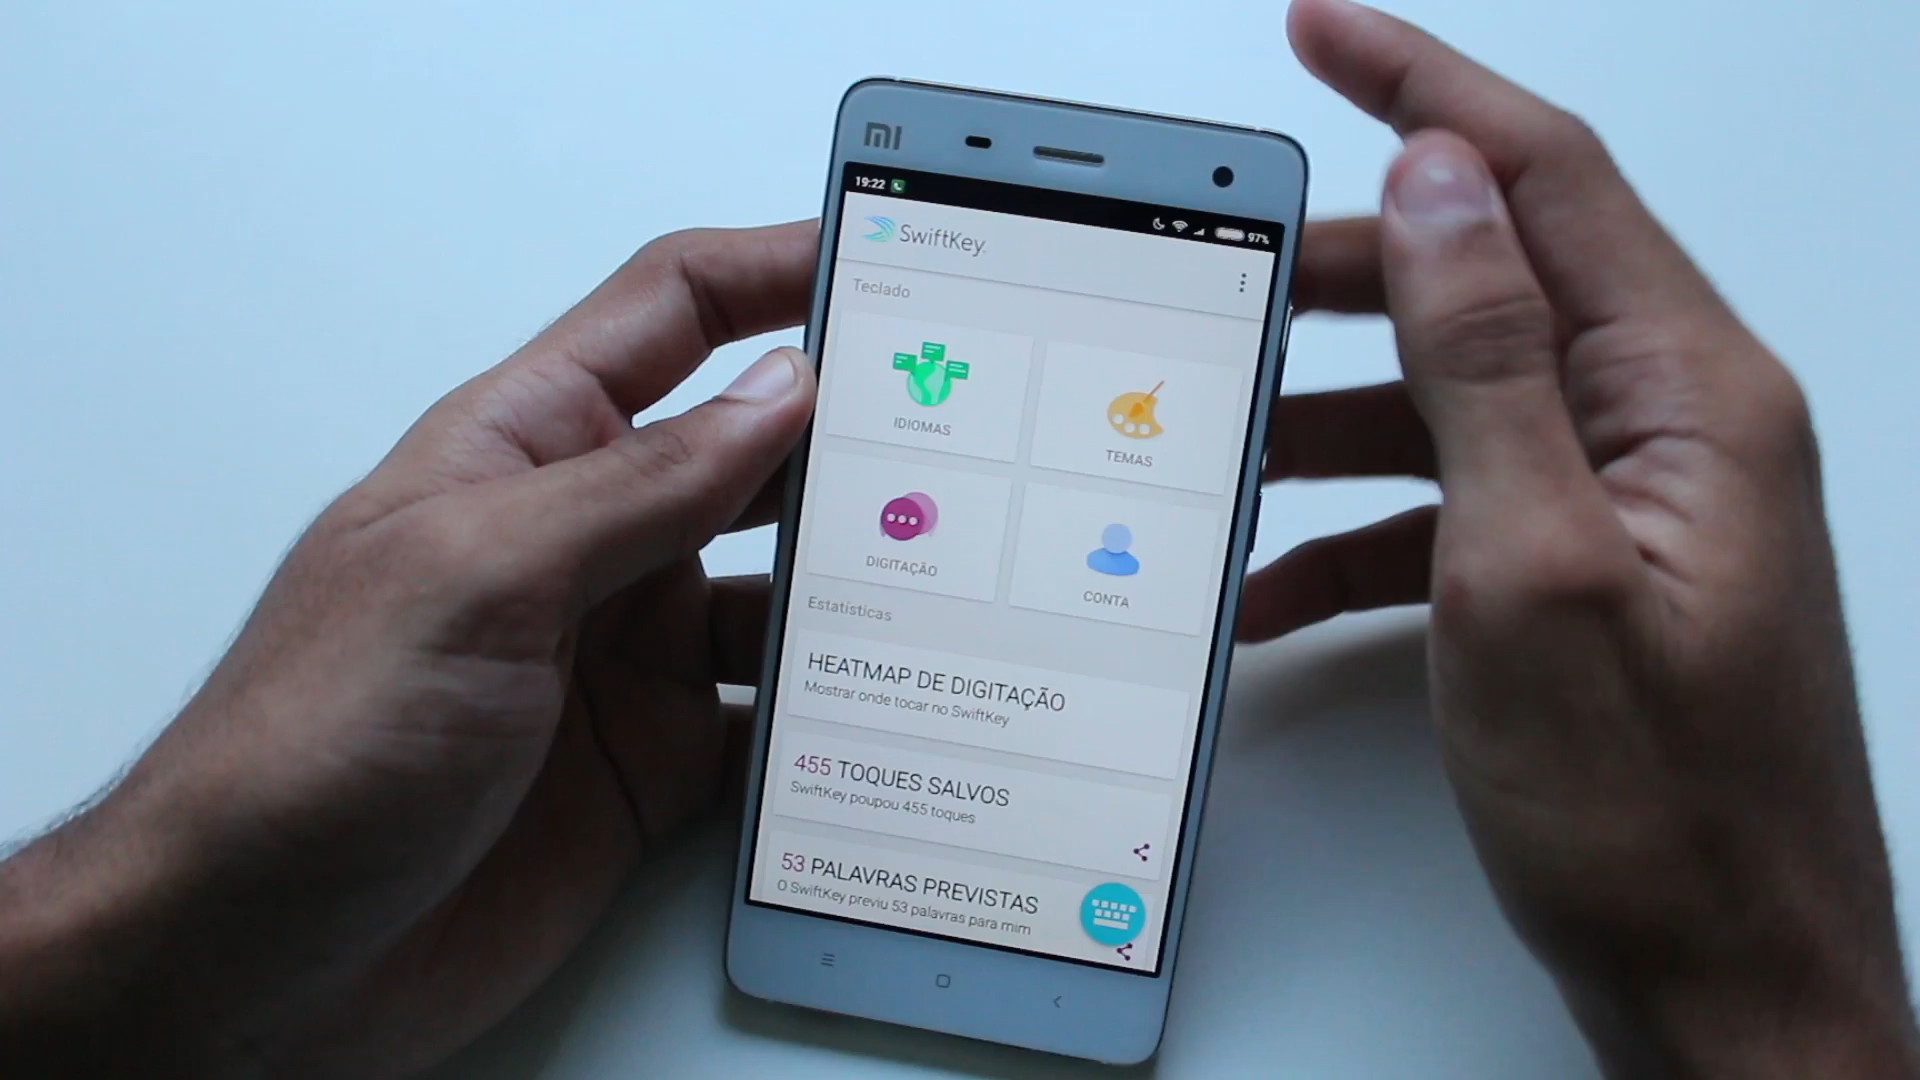 MI
19:22
97%
SwiftKey
Teclado
IDIOMAS
TEMAS
DIGITAÇÃO
CONTA
Estatísticas
HEATMAP DE DIGITAÇÃO
Mostrar onde tocar no SwiftKey
455 TOQUES SALVOS
SwiftKey poupou 455 toques
53 PALAVRAS PREVISTAS
O SwiftKey previu 53 palavras para mim